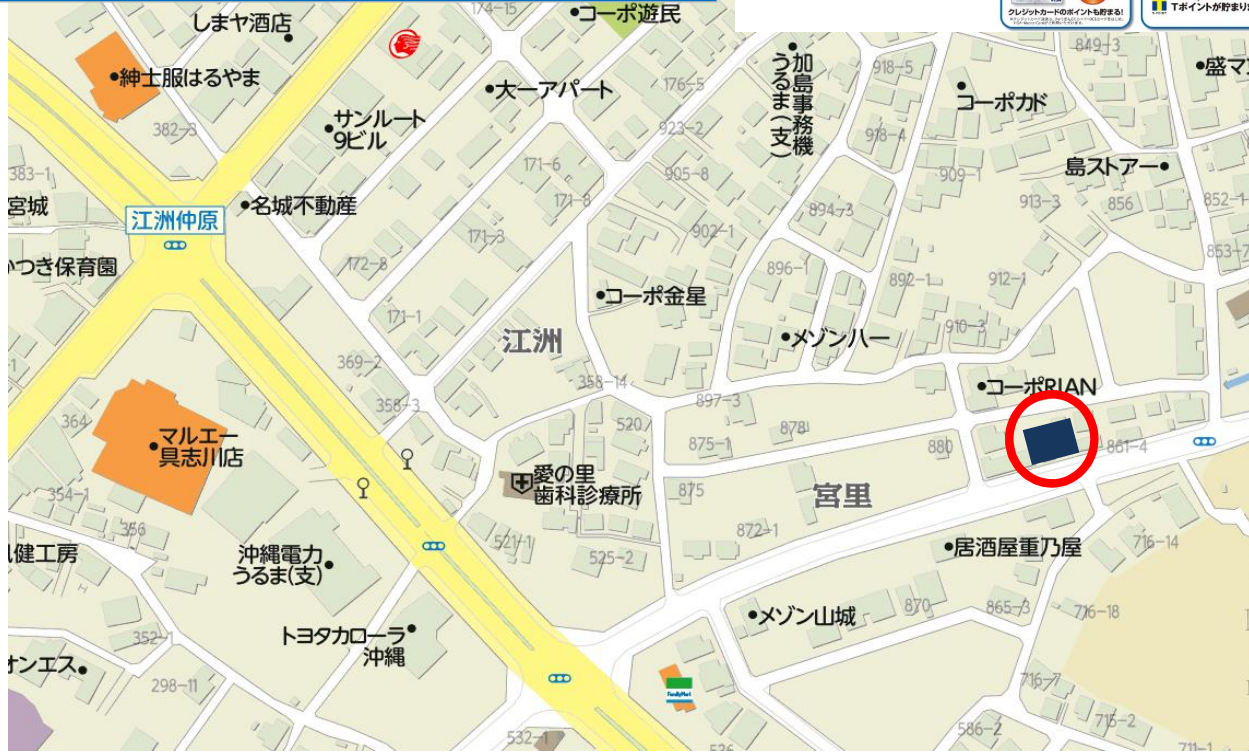 クレジットカードのポイントも貯まる!
Tポイントが貯まり
しまヤ酒店
174-15
コーポ遊民
849-3
盛マ
紳士服はるやま
大一アパート
176-5
加島事務機
うるま(支)
918-5
コーポカド
382-3
サンルート
9ビル
923-2
918-4
383-1
171-6
905-8
909-1
島ストアー
宮城
名城不動産
171-8
894-3
913-3
856
852-1
江洲仲原
171-3
902-1
853-7
つき保育園
172-8
896-1
892-1
912-1
コーポ金星
171-1
910-3
江洲
メゾン八一
369-2
358-14
コーポRIAN
358-3
897-3
364
520
878
マルエー
具志川店
875-1
880
861-4
愛の里
歯科診療所
875
宮里
354-1
356
872-1
健工房
沖縄電力
うるま(支)
521-1
525-2
居酒屋重乃屋
716-14
メゾン山城
870
865-3
716-18
352-1
トヨタカローラ
沖縄
オンエス
298-11
FamilyMart
716-7
715-2
532-1
586-2
711-1